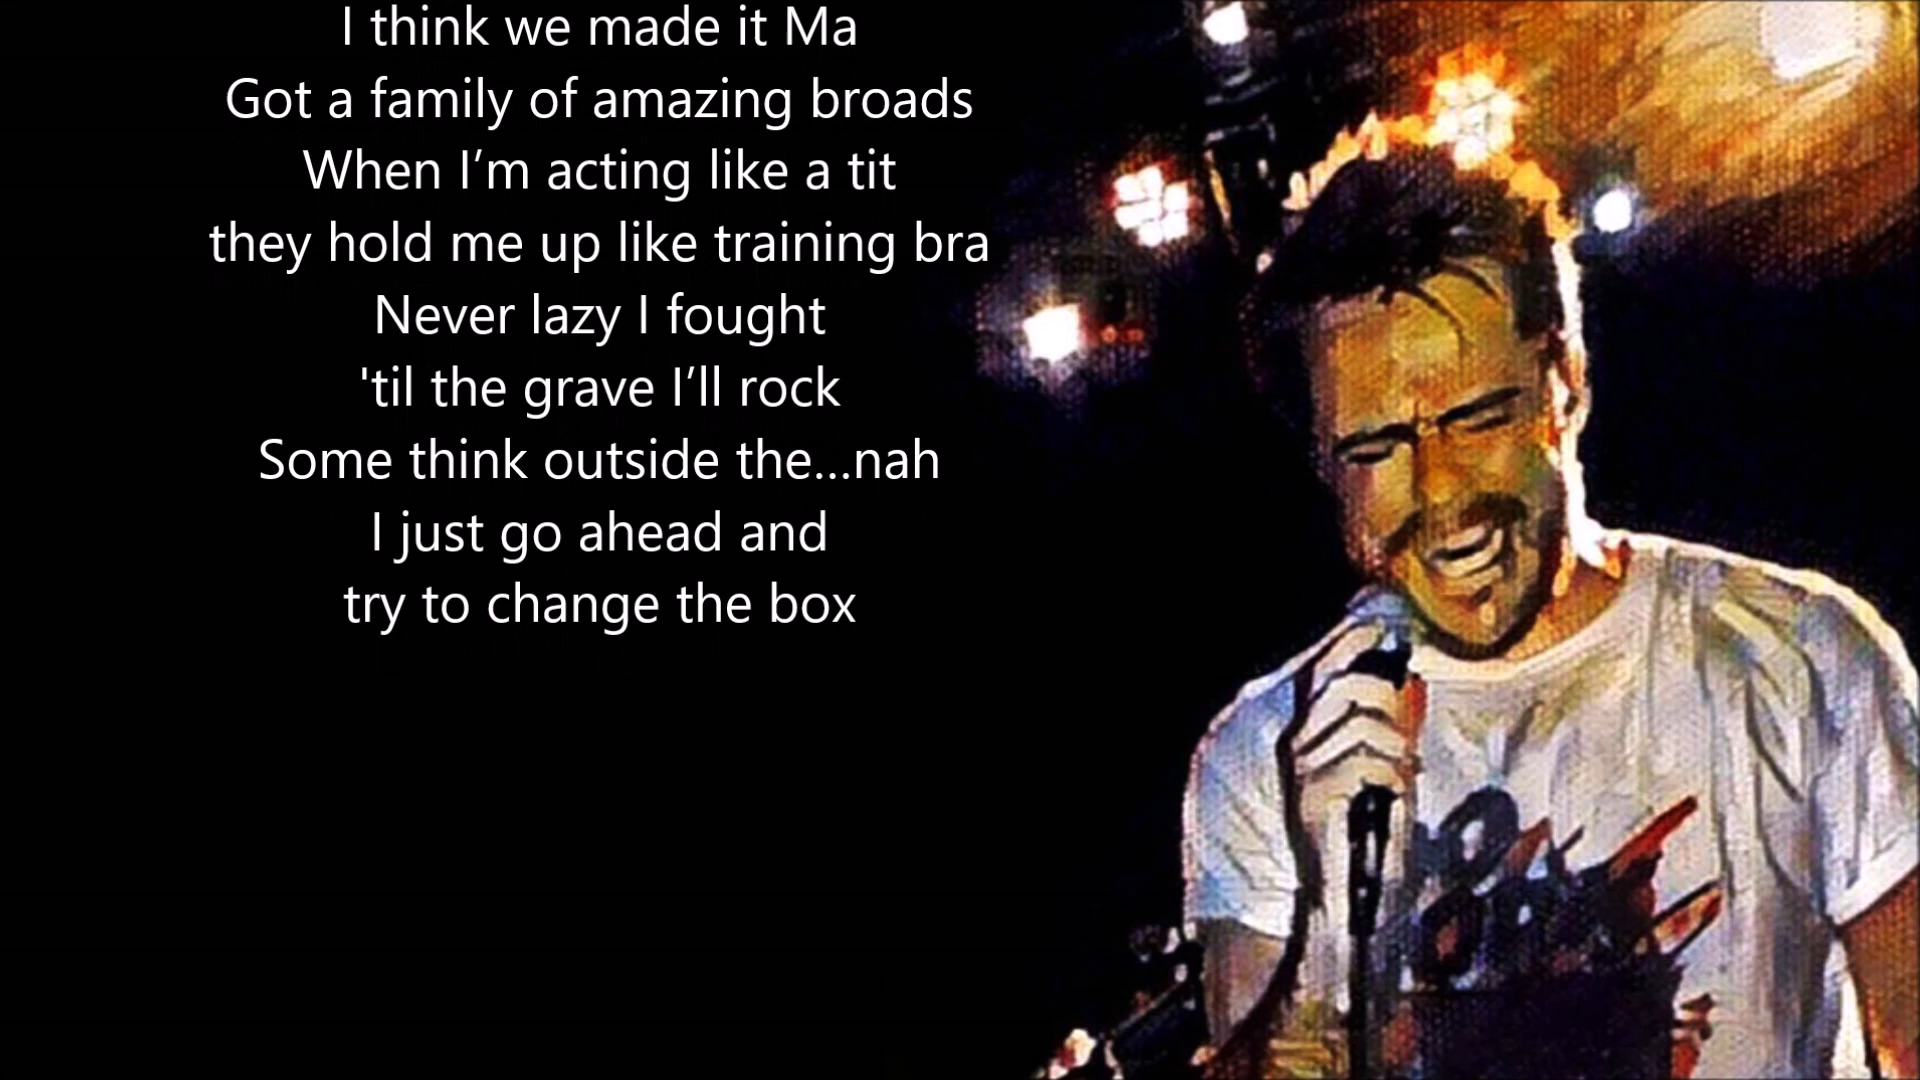 I think we made it Ma
Got a family of amazing broads
When I’m acting like a tit
they hold me up like training bra
Never lazy I fought
'til the grave I’ll rock
Some think outside the...nah
I just go ahead and
try to change the box